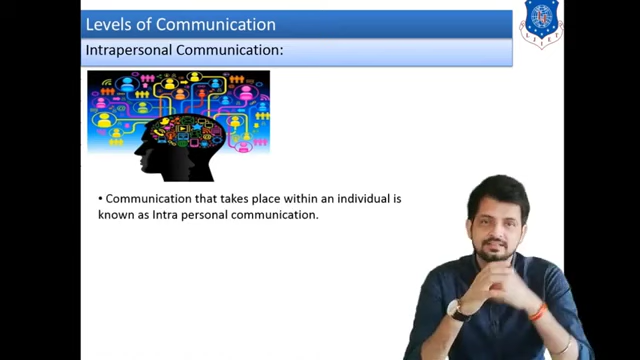 Levels of Communication
Intrapersonal Communication:
• Communication that takes place within an individual is
known as Intra personal communication.